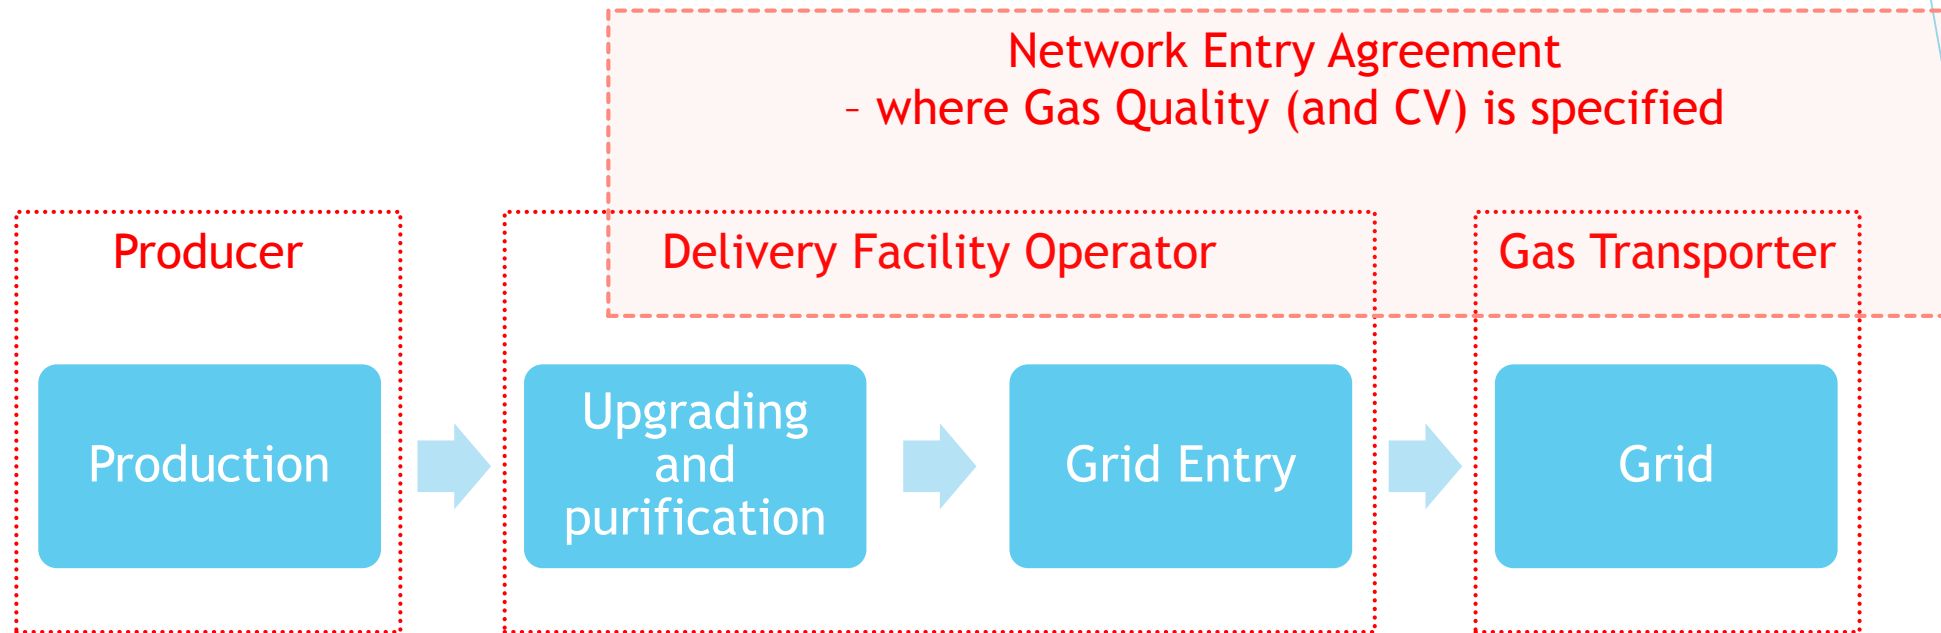 Network Entry Agreement
– where Gas Quality (and CV) is specified
Producer
Delivery Facility Operator
Gas Transporter
Production
Upgrading
and
purification
Grid Entry
Grid